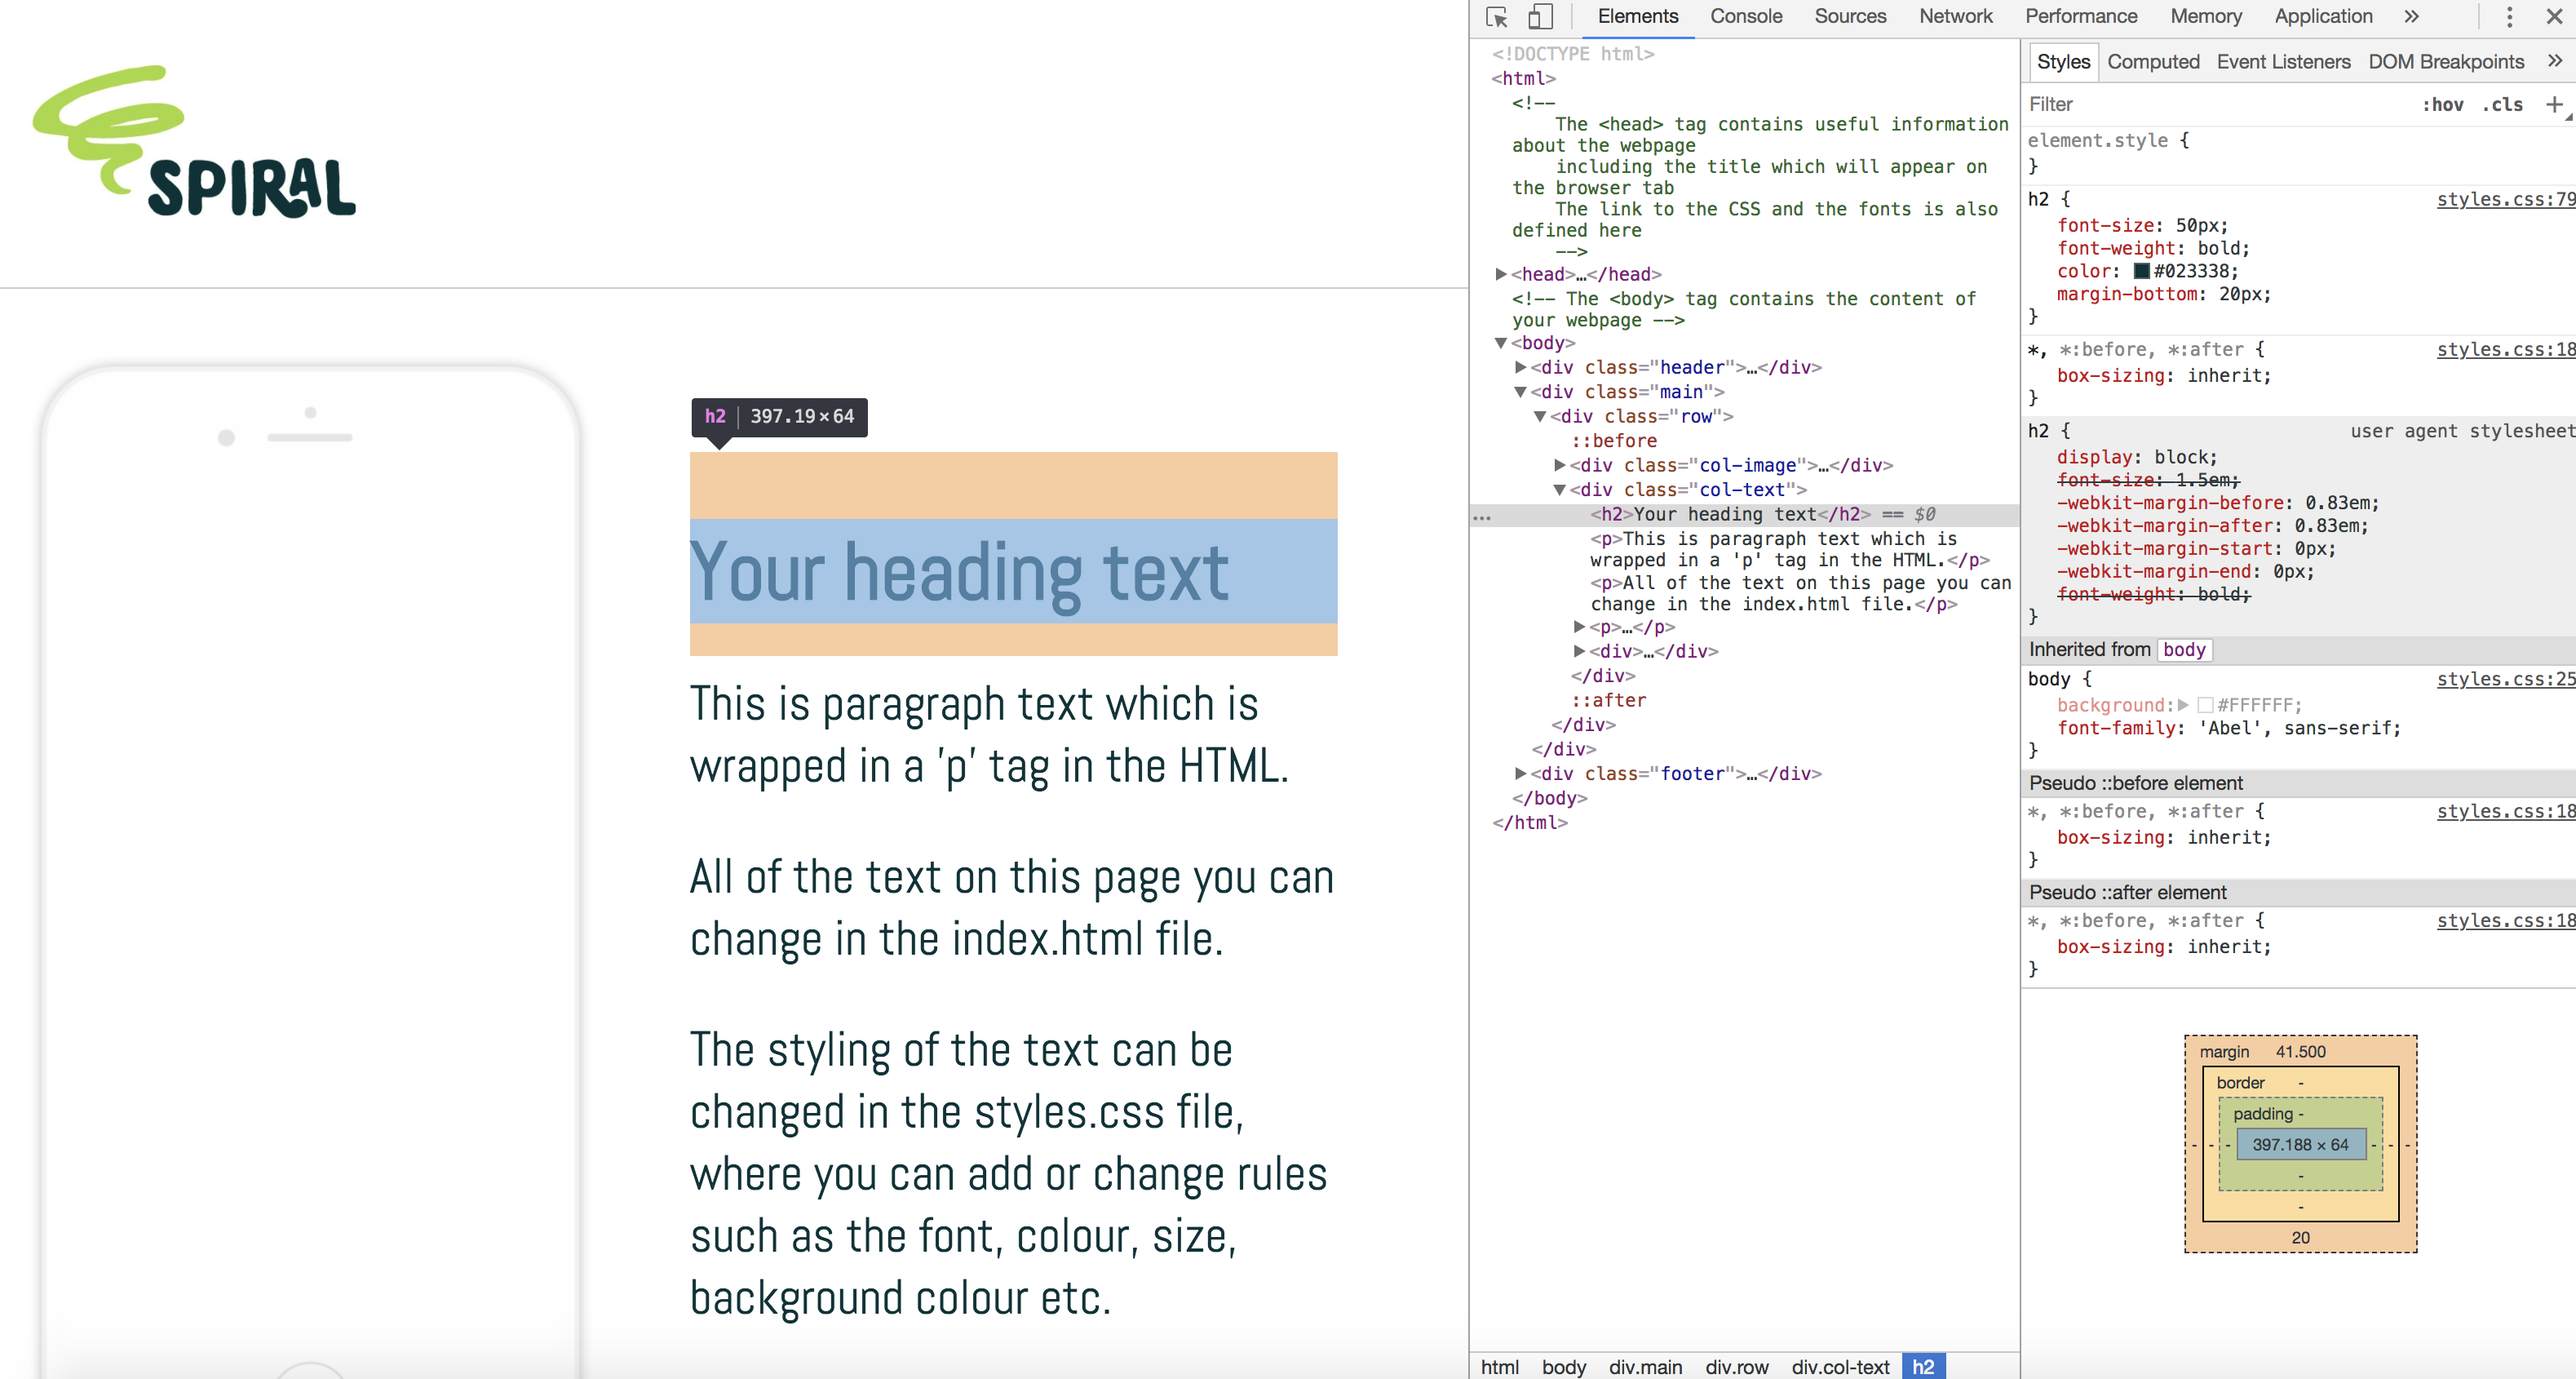 SPIRAL
h2 397.19×64
Your heading text
This is paragraph text which is
wrapped in a 'p' tag in the HTML.
All of the text on this page you can
change in the index.html file.
The styling of the text can be
changed in the styles.css file,
where you can add or change rules
such as the font, colour, size,
background colour etc.
Elements Console Sources Network Performance Memory Application »
<!DOCTYPE html>
<html>
<!--
The <head> tag contains useful information
about the webpage
including the title which will appear on
the browser tab
The link to the CSS and the fonts is also
defined here
-->
<head>…</head>
<!-- The <body> tag contains the content of
your webpage -->
<body>
<div class="header">…</div>
<div class="main">
<div class="row">
::before
<div class="col-image">…</div>
<div class="col-text">
... <h2>Your heading text</h2> == $0
<p>This is paragraph text which is
wrapped in a 'p' tag in the HTML.</p>
<p>All of the text on this page you can
change in the index.html file.</p>
<p>…</p>
<div>…</div>
</div>
::after
</div>
</div>
<div class="footer">…</div>
</body>
</html>
html body div.main div.row div.col-text h2
Styles Computed Event Listeners DOM Breakpoints »
Filter :hov .cls +
element.style {
}
h2 { styles.css:79
font-size: 50px;
font-weight: bold;
color: #023338;
margin-bottom: 20px;
}
*, *:before, *:after { styles.css:18
box-sizing: inherit;
}
h2 { user agent stylesheet
display: block;
font-size: 1.5em;
-webkit-margin-before: 0.83em;
-webkit-margin-after: 0.83em;
-webkit-margin-start: 0px;
-webkit-margin-end: 0px;
font-weight: bold;
}
Inherited from body
body { styles.css:25
background: #FFFFFF;
font-family: 'Abel', sans-serif;
}
Pseudo ::before element
*, *:before, *:after { styles.css:18
box-sizing: inherit;
}
Pseudo ::after element
*, *:before, *:after { styles.css:18
box-sizing: inherit;
}
margin 41.500
border -
padding -
- - - 397.188 × 64 - - -
-
-
20